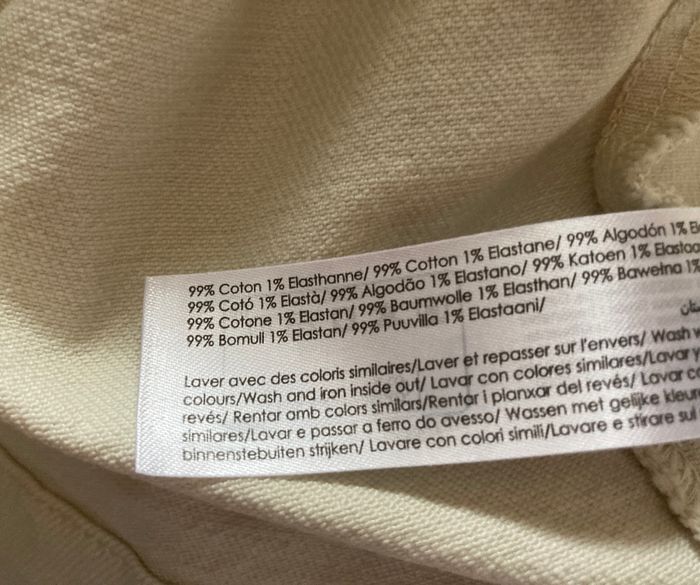 99% Coton 1% Elasthanne/ 99% Cotton 1% Elastane/ 99% Algodón 1%
99% Cotó 1% Elastà/ 99% Algodão 1% Elastano/ 99% Katoen 1%
99% Cotone 1% Elastan/ 99% Baumwolle 1% Elasthan/ 99% Bawełna 1%
99% Bomull 1% Elastan/ 99% Puuvilla 1% Elastaani/
Laver avec des coloris similaires/Laver et repasser sur l'envers/ Wash
colours/Wash and iron inside out/ Lavar con colores similares/Lavar y
revés/ Rentar amb colors similars/Rentar i planxar del revés/ Lavar
similares/Lavar e passar a ferro do avesso/ Wassen met gelijke
binnenstebuiten strijken/ Lavare con colori simili/Lavare e stirare